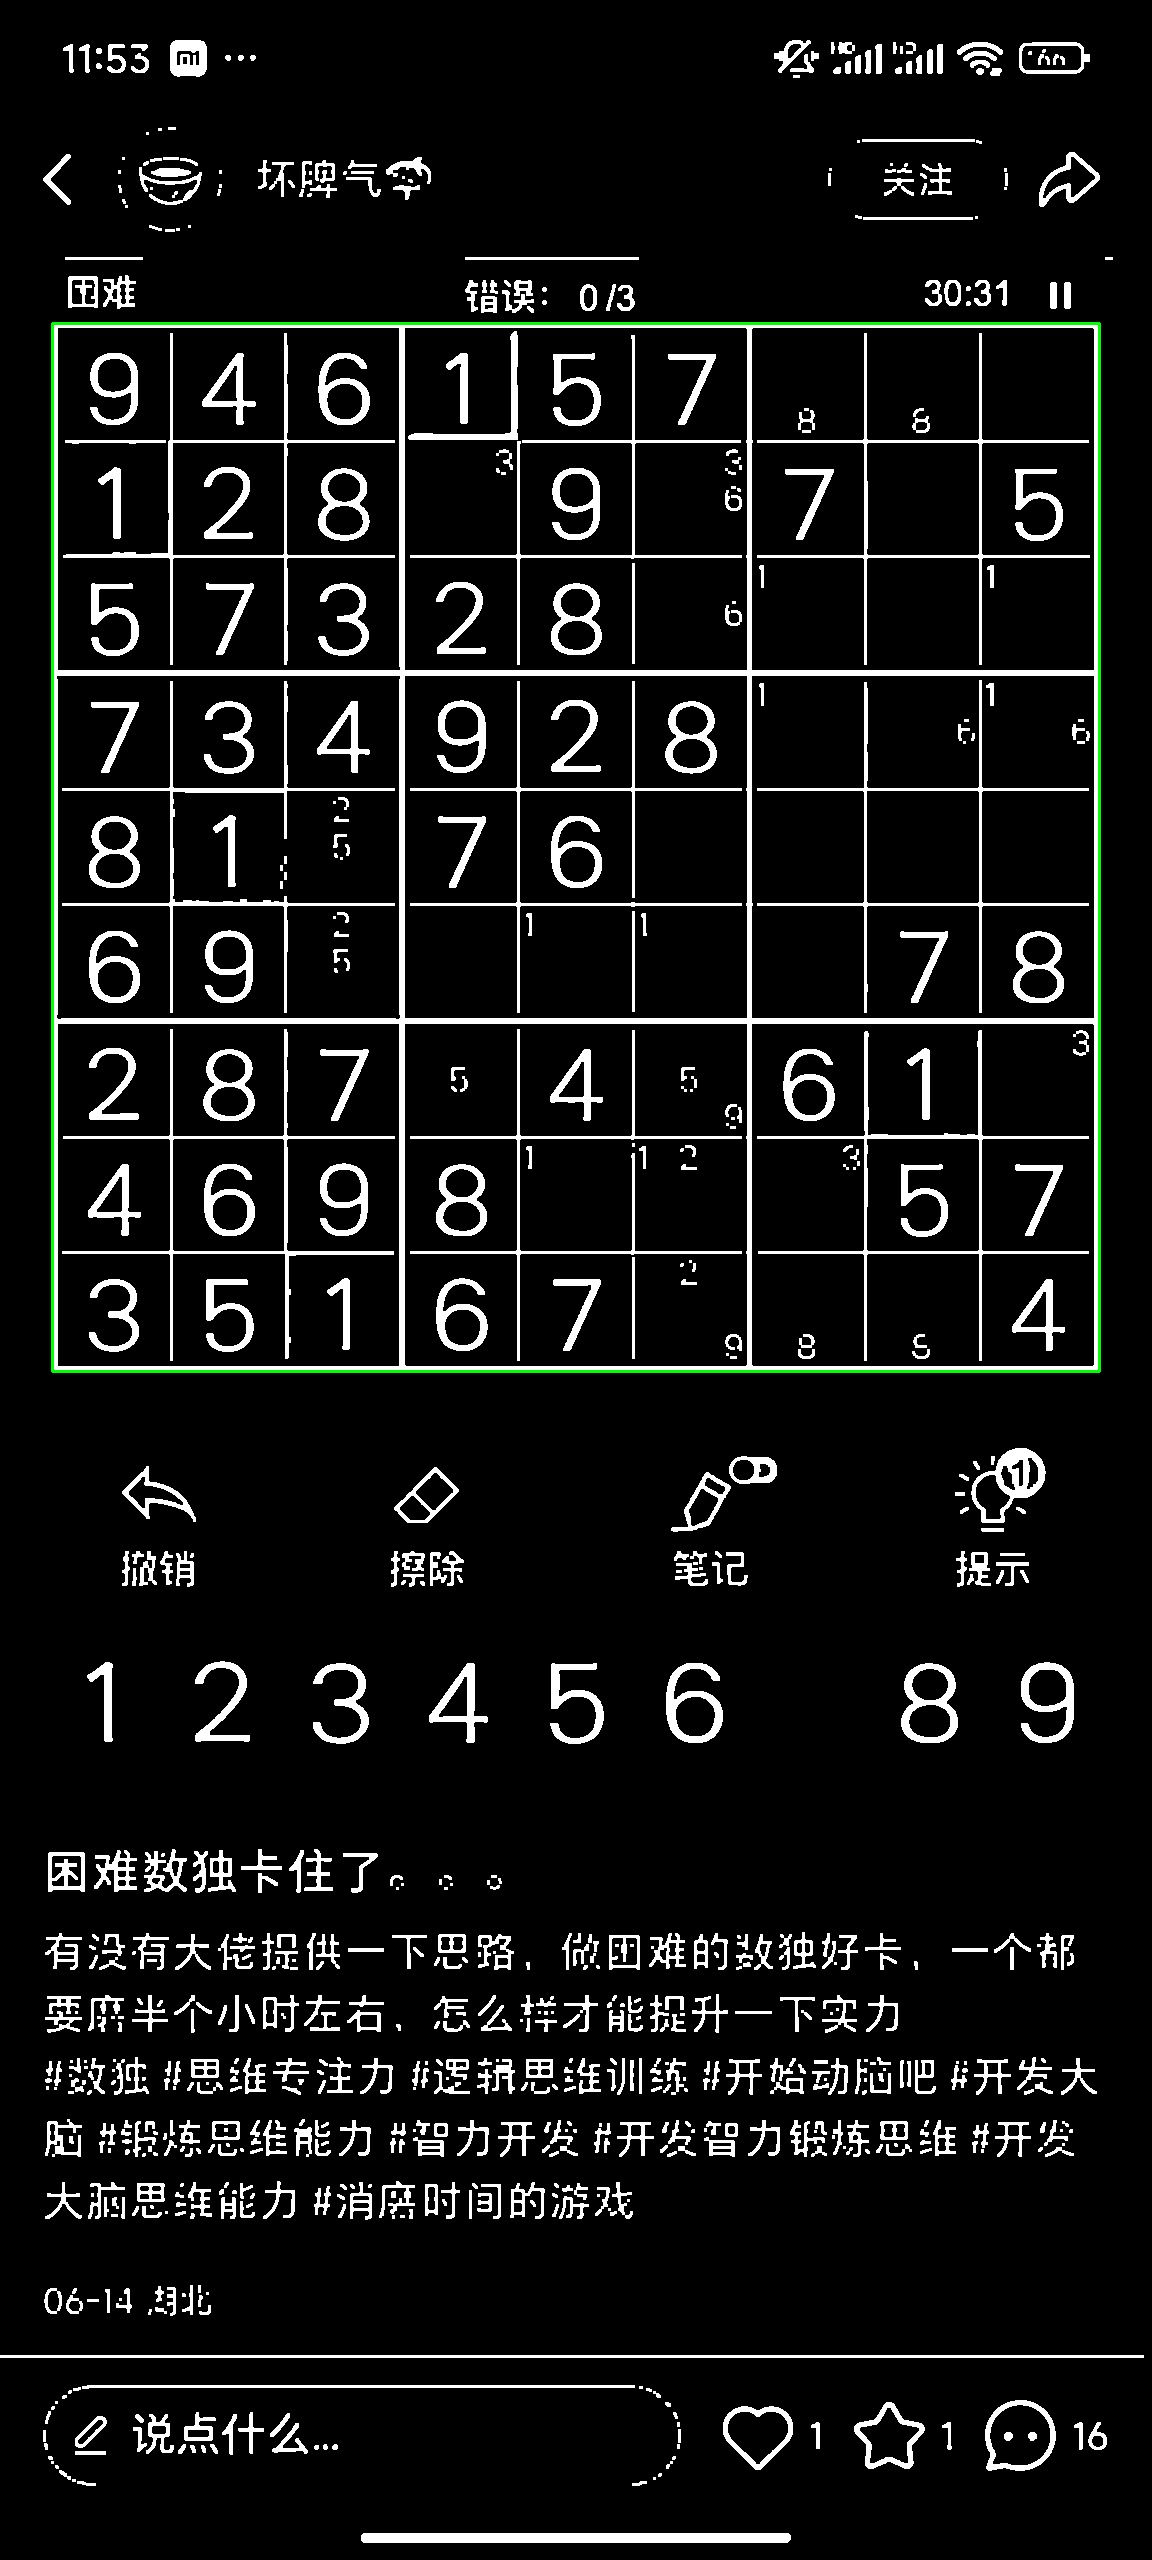 11:53 ...
坏脾气
关注
困难 错误: 0/3 30:31
9 4 6 1 5 7 8 8
1 2 8 3 9 3 6 7 5
5 7 3 2 8 6 1 1
7 3 4 9 2 8 1 6 1 6
8 1 2 5 7 6
6 9 2 5 1 1 7 8
2 8 7 5 4 5 9 6 1 3
4 6 9 8 1 1 2 3 5 7
3 5 1 6 7 2 9 8 8 4
1
撤销 擦除 笔记 提示
1 2 3 4 5 6 8 9
困难数独卡住了。。。
有没有大佬提供一下思路，做困难的数独好卡，一个都
要磨半个小时左右，怎么样才能提升一下实力
#数独 #思维专注力 #逻辑思维训练 #开始动脑吧 #开发大
脑 #锻炼思维能力 #智力开发 #开发智力锻炼思维 #开发
大脑思维能力 #消磨时间的游戏
06-14 湖北
说点什么... 1 1 16